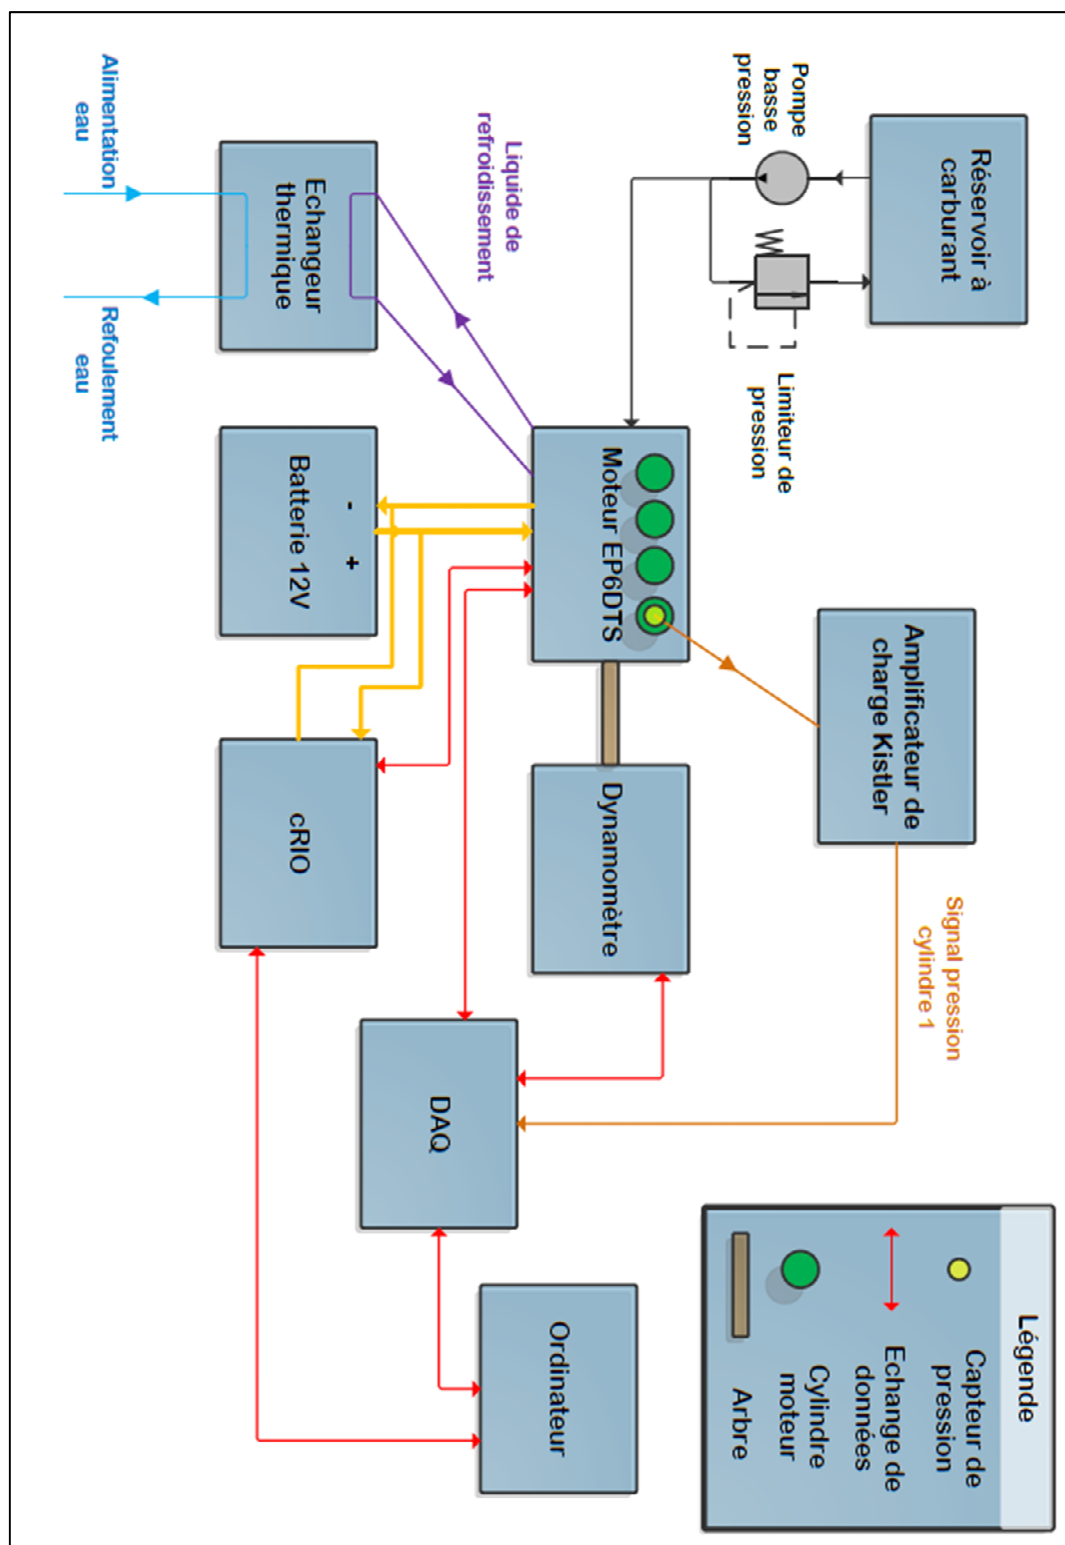 Réservoir à
carburant
Pompe
basse
pression
Limiteur de
pression
Amplificateur de
charge Kistler
Signal pression
cylindre 1
Légende
Capteur de
pression
Echange de
données
Cylindre
moteur
Arbre
Moteur EP6DTS
Dynamomètre
Liquide de
refroidissement
DAQ
Ordinateur
Echangeur
thermique
- +
Batterie 12V
cRIO
Alimentation
eau
Refoulement
eau